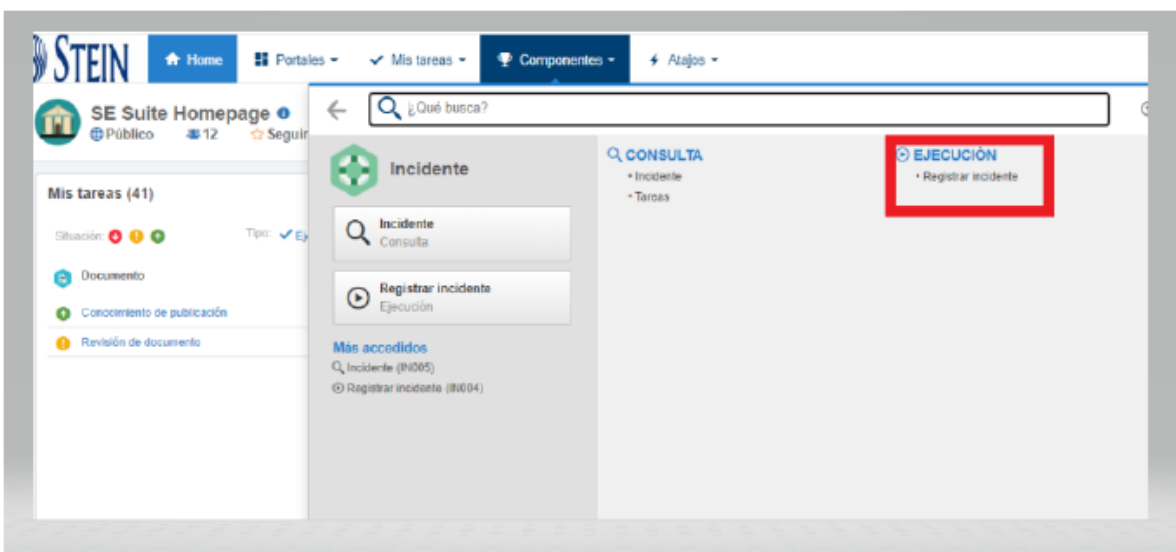 STEIN Home Portales Mis tareas Componentes Atajos
SE Suite Homepage
Público 12 Seguir
¿Qué busca?
Mis tareas (41)
Situación: Tipo:
Documento
Conocimiento de publicación
Revisión de documento
Incidente
Incidente
Consulta
Registrar incidente
Ejecución
Más accedidos
Incidente (IN005)
Registrar incidente (IN004)
CONSULTA
• Incidente
• Tareas
EJECUCIÓN
• Registrar incidente